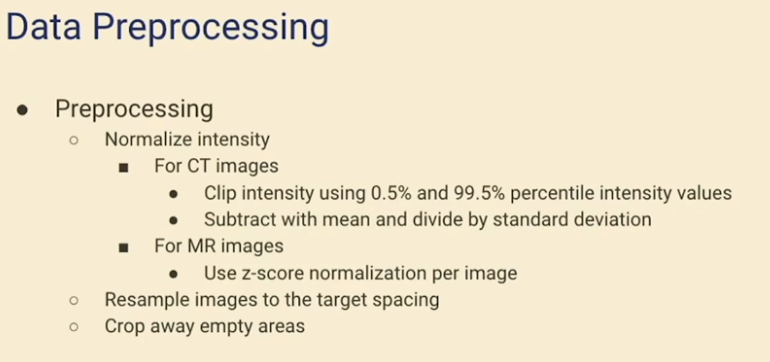 Data Preprocessing
● Preprocessing
○ Normalize intensity
■ For CT images
● Clip intensity using 0.5% and 99.5% percentile intensity values
● Subtract with mean and divide by standard deviation
■ For MR images
● Use z-score normalization per image
○ Resample images to the target spacing
○ Crop away empty areas